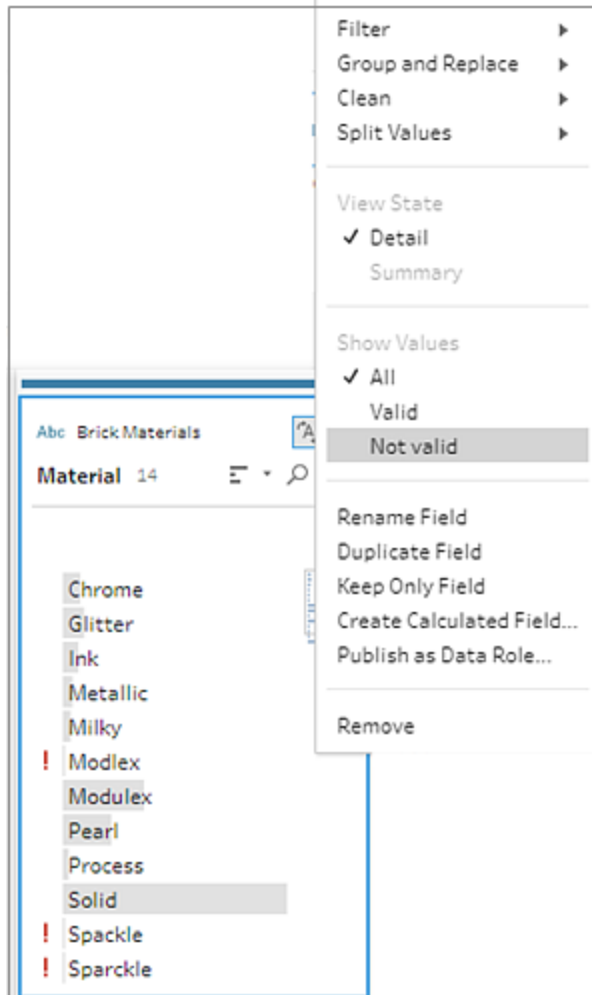 Filter
Group and Replace
Clean
Split Values
View State
Detail
Summary
Show Values
All
Valid
Not valid
Rename Field
Duplicate Field
Keep Only Field
Create Calculated Field...
Publish as Data Role...
Remove
Abc Brick Materials
Material 14
Chrome
Glitter
Ink
Metallic
Milky
! Modlex
Modulex
Pearl
Process
Solid
! Spackle
! Sparckle